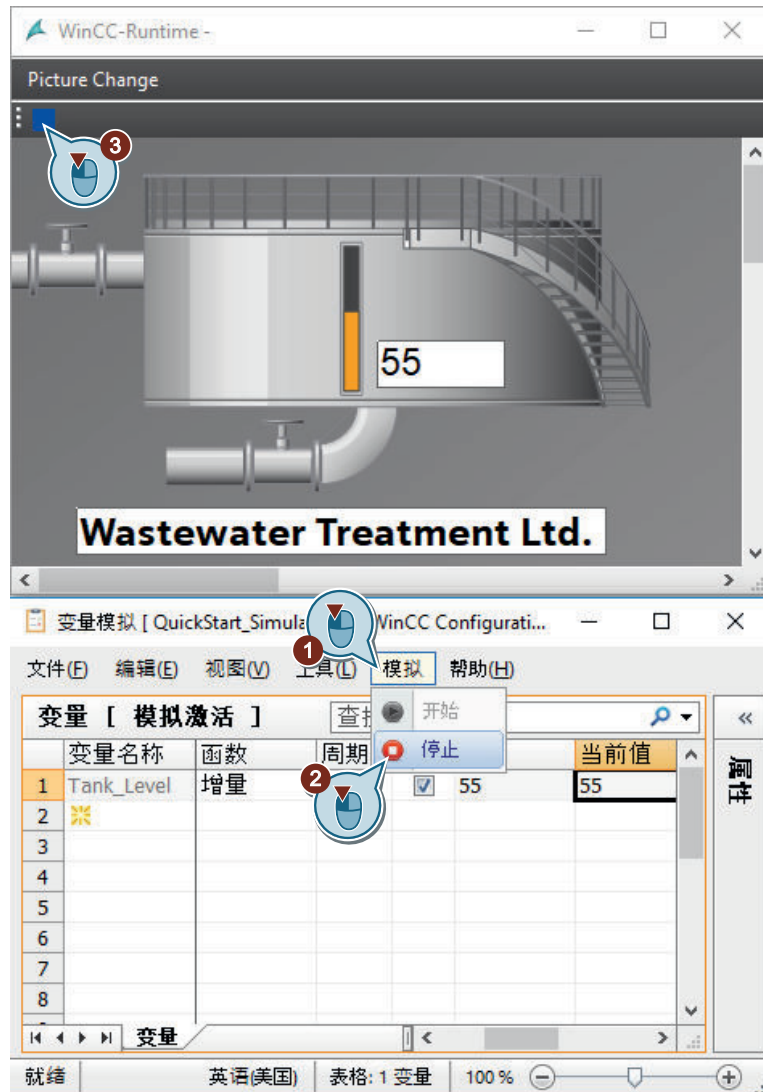 WinCC-Runtime -
Picture Change
3
55
Wastewater Treatment Ltd.
变量模拟 [ QuickStart_Simula WinCC Configurati...
1
文件(F) 编辑(E) 视图(V) 工具(L) 模拟 帮助(H)
变量 [ 模拟激活 ] 查 开始
停止
变量名称 函数 周期 当前值
属性
1 Tank_Level 增量 55 55
2
2
3
4
5
6
7
8
变量
就绪 英语(美国) 表格: 1 变量 100 %